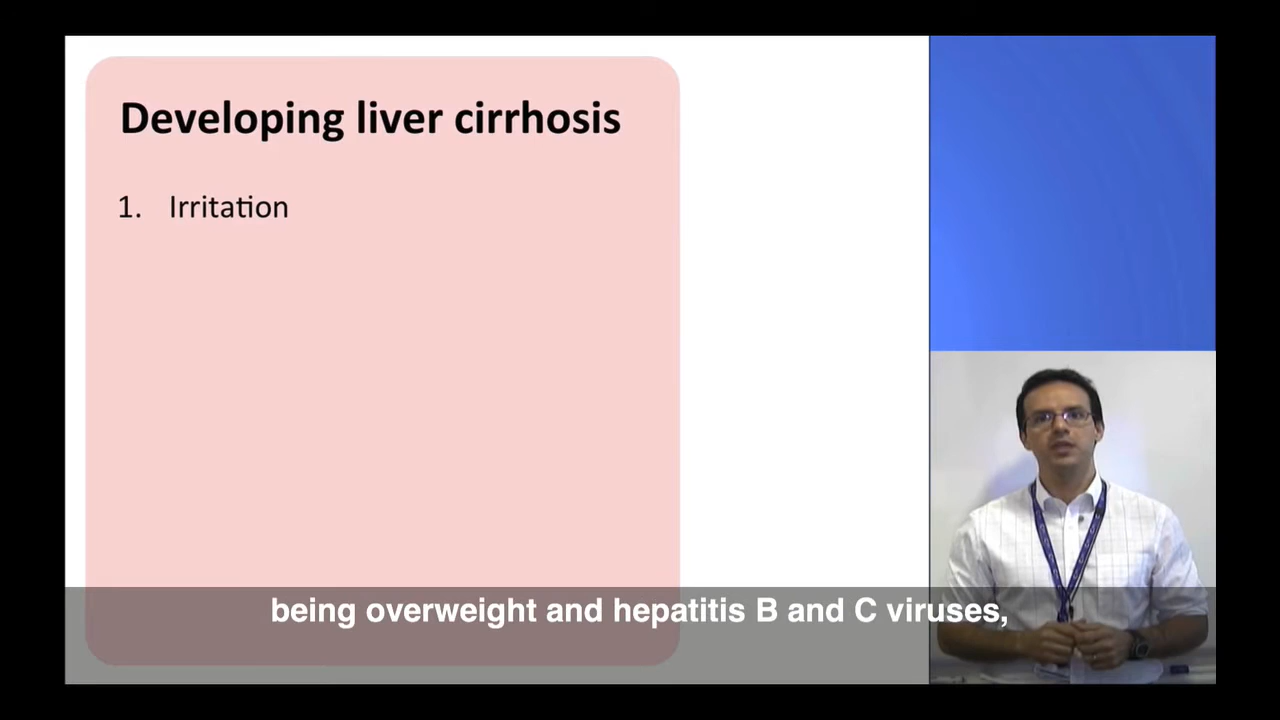 Developing liver cirrhosis
1. Irritation
being overweight and hepatitis B and C viruses,